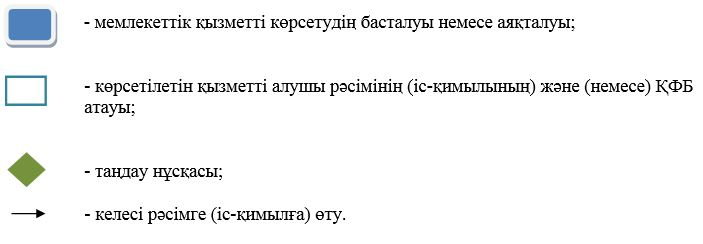 - мемлекеттік қызметті көрсетудің басталуы немесе аяқталуы;
- көрсетілетін қызметті алушы рәсімінің (іс-қимылының) және (немесе) ҚФБ
атауы;
- таңдау нұсқасы;
- келесі рәсімге (іс-қимылға) өту.